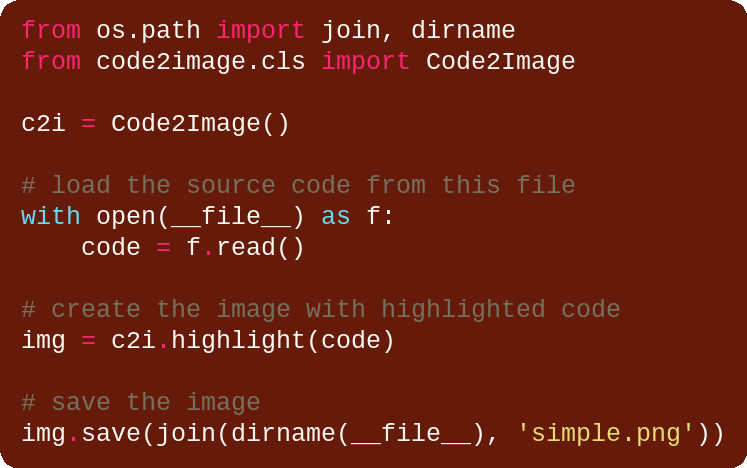 from os.path import join, dirname
from code2image.cls import Code2Image

c2i = Code2Image()

# load the source code from this file
with open(__file__) as f:
    code = f.read()

# create the image with highlighted code
img = c2i.highlight(code)

# save the image
img.save(join(dirname(__file__), 'simple.png'))